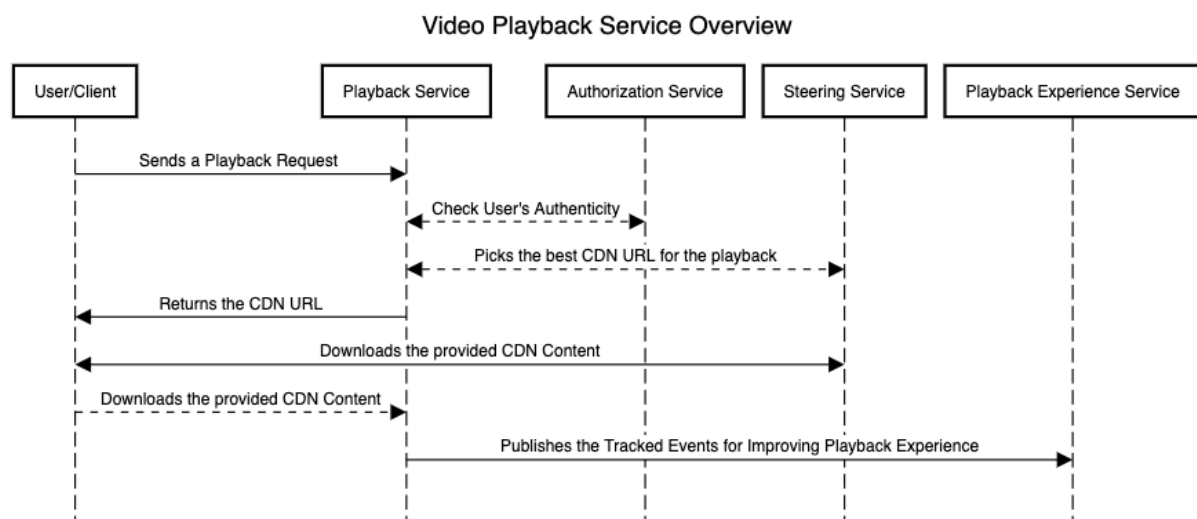 Video Playback Service Overview
User/Client
Playback Service
Authorization Service
Steering Service
Playback Experience Service
Sends a Playback Request
Check User's Authenticity
Picks the best CDN URL for the playback
Returns the CDN URL
Downloads the provided CDN Content
Downloads the provided CDN Content
Publishes the Tracked Events for Improving Playback Experience